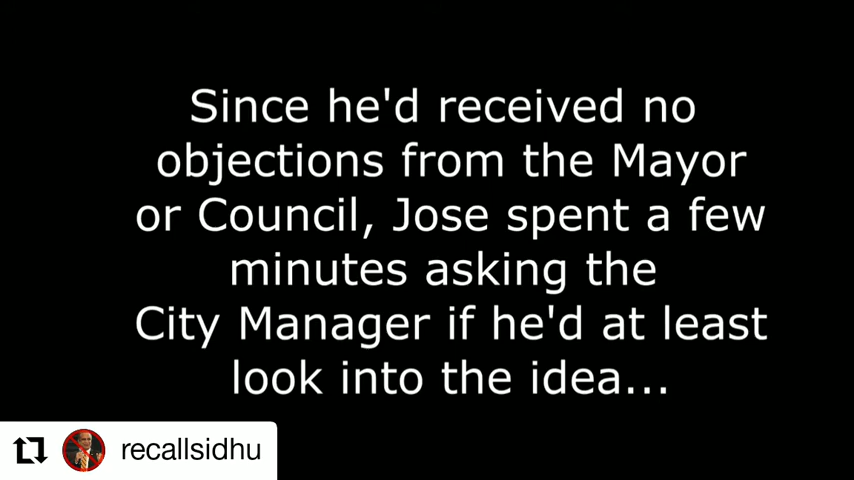 Since he'd received no
objections from the Mayor
or Council, Jose spent a few
minutes asking the
City Manager if he'd at least
look into the idea...
recallsidhu